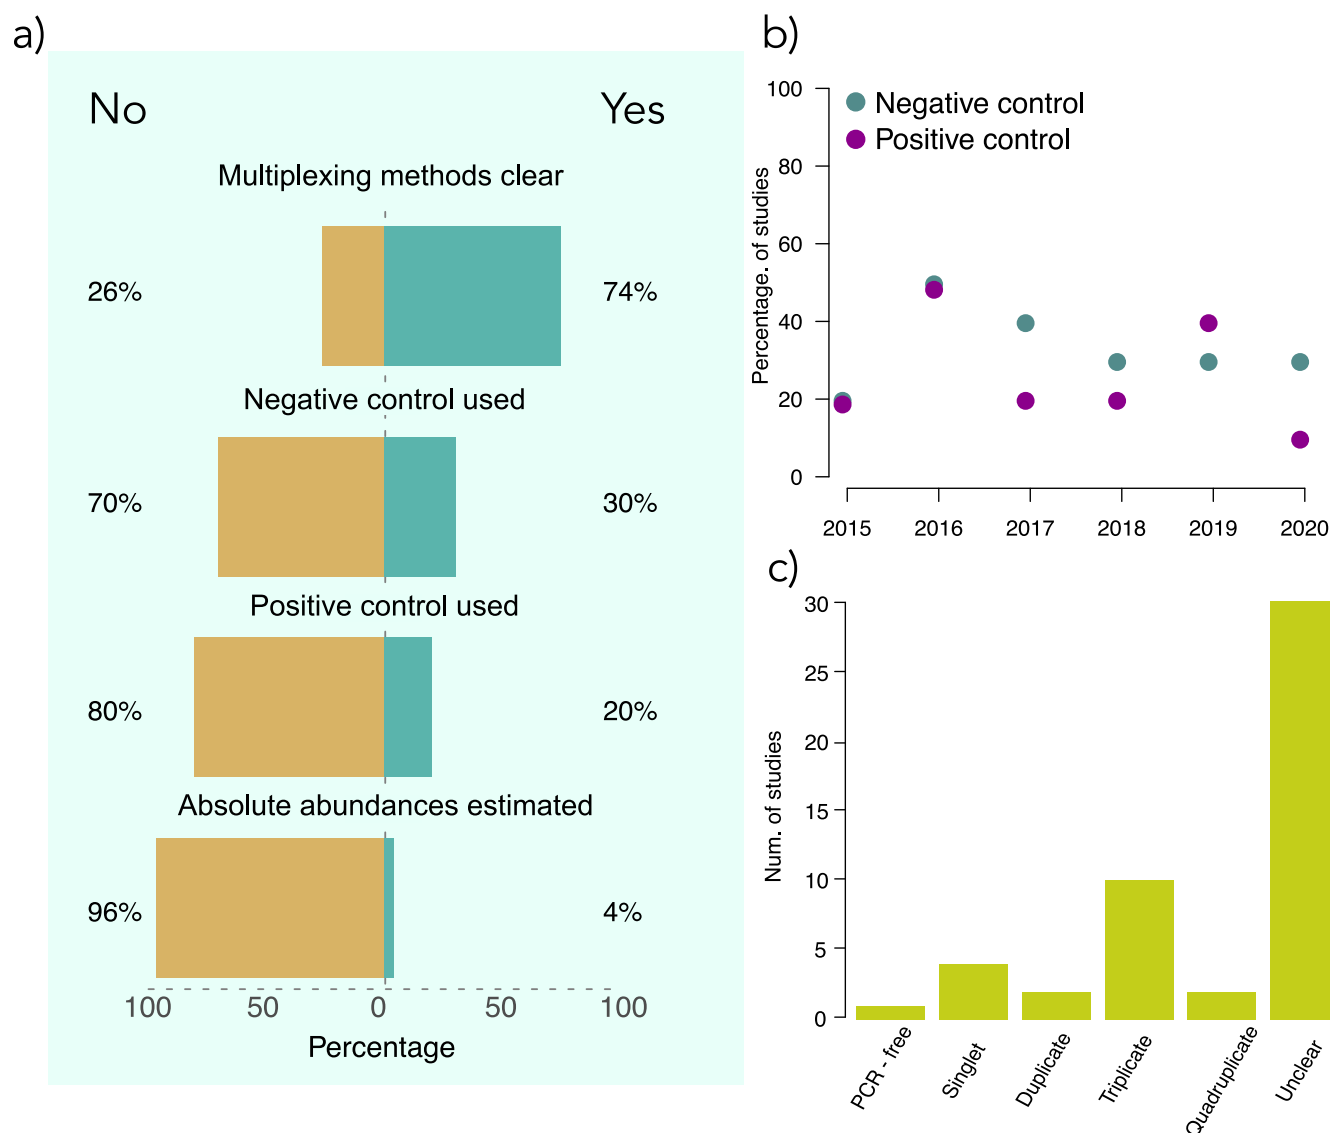 a)
No Yes
Multiplexing methods clear
26% 74%
Negative control used
70% 30%
Positive control used
80% 20%
Absolute abundances estimated
96% 4%
100 50 0 50 100
Percentage
b)
Negative control
Positive control
Percentage. of studies
100
80
60
40
20
0
2015 2016 2017 2018 2019 2020
c)
Num. of studies
30
25
20
15
10
5
0
PCR - free
Singlet
Duplicate
Triplicate
Quadruplicate
Unclear